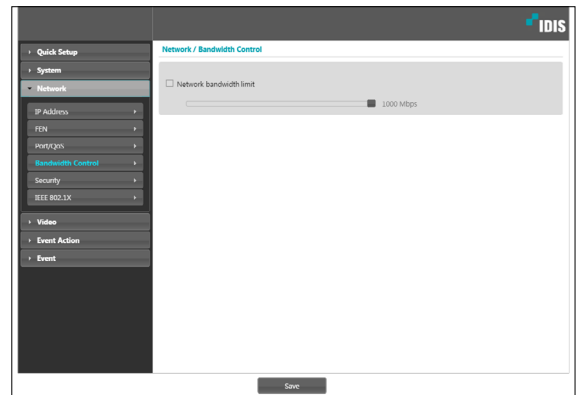 IDIS
Quick Setup
System
Network
IP Address
FEN
Port/QoS
Bandwidth Control
Security
IEEE 802.1X
Video
Event Action
Event
Network / Bandwidth Control
Network bandwidth limit
1000 Mbps
Save